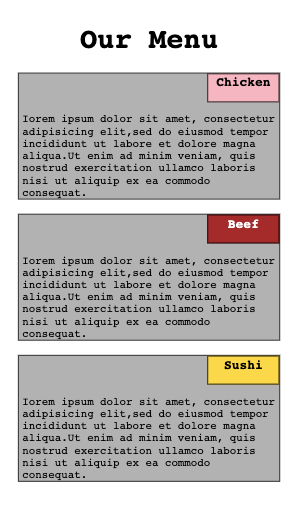 Our Menu
Chicken
Lorem ipsum dolor sit amet, consectetur
adipisicing elit,sed do eiusmod tempor
incididunt ut labore et dolore magna
aliqua.Ut enim ad minim veniam, quis
nostrud exercitation ullamco laboris
nisi ut aliquip ex ea commodo
consequat.
Beef
Lorem ipsum dolor sit amet, consectetur
adipisicing elit,sed do eiusmod tempor
incididunt ut labore et dolore magna
aliqua.Ut enim ad minim veniam, quis
nostrud exercitation ullamco laboris
nisi ut aliquip ex ea commodo
consequat.
Sushi
Lorem ipsum dolor sit amet, consectetur
adipisicing elit,sed do eiusmod tempor
incididunt ut labore et dolore magna
aliqua.Ut enim ad minim veniam, quis
nostrud exercitation ullamco laboris
nisi ut aliquip ex ea commodo
consequat.